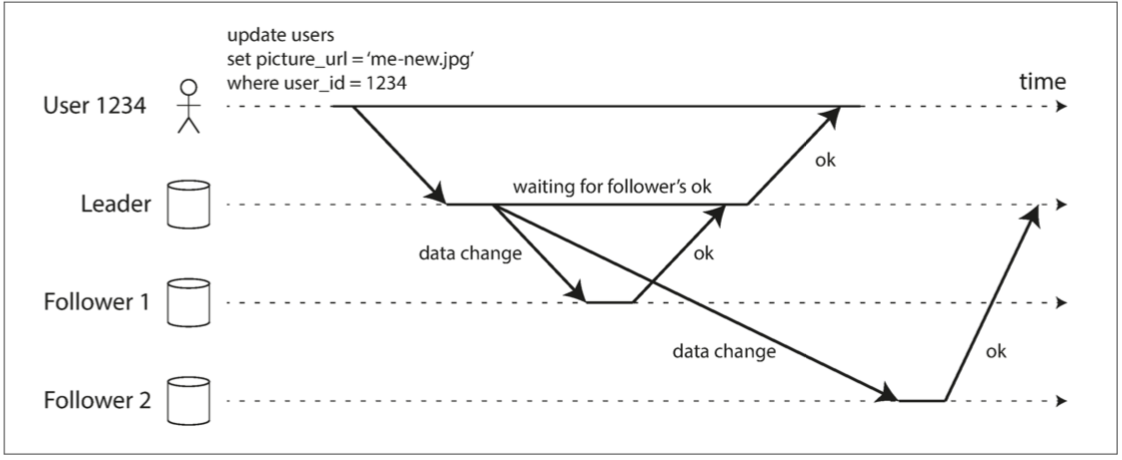 update users
set picture_url = ‘me-new.jpg’
where user_id = 1234
time
User 1234
ok
waiting for follower’s ok
Leader
data change
ok
Follower 1
data change
ok
Follower 2